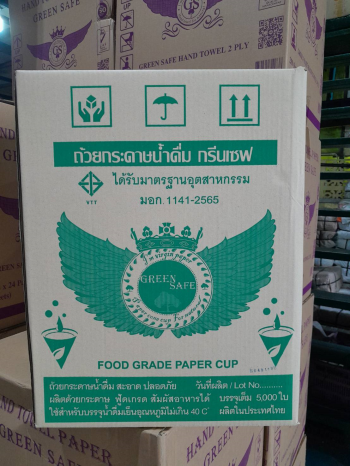 GREEN SAFE HAND TOWEL 2 PLY
ถ้วยกระดาษน้ำดื่ม กรีนเซฟ
ได้รับมาตรฐานอุตสาหกรรม
มอก.1141-2565
I'm virgin paper
GREEN
SAFE
FOOD GRADE PAPER CUP
ถ้วยกระดาษน้ำดื่ม สะอาด ปลอดภัย วันที่ผลิต / Lot No..........
ผลิตด้วยกระดาษ ฟู้ดเกรด สัมผัสอาหารได้ บรรจุเต็ม 5,000 ใบ
ใช้สำหรับบรรจุน้ำดื่มเย็นอุณหภูมิไม่เกิน 40 C° ผลิตในประเทศไทย
GREEN SAFE